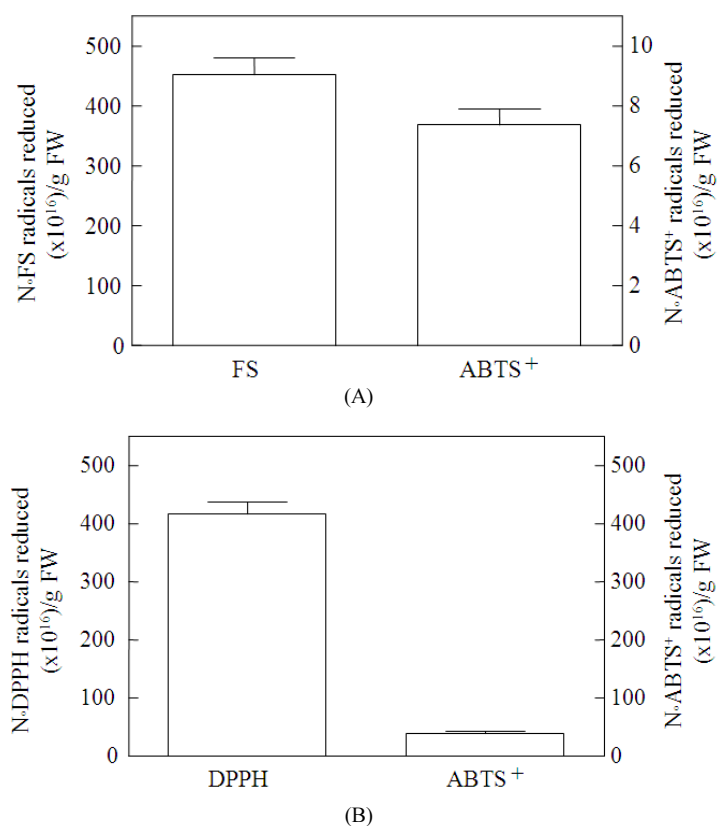 N◦FS radicals reduced
(x10¹⁶)/g FW
500
400
300
200
100
0
10
8
6
4
2
0
N◦ABTS⁺ radicals reduced
(x10¹⁶)/g FW
FS
ABTS⁺
(A)
N◦DPPH radicals reduced
(x10¹⁶)/g FW
500
400
300
200
100
0
500
400
300
200
100
0
N◦ABTS⁺ radicals reduced
(x10¹⁶)/g FW
DPPH
ABTS⁺
(B)